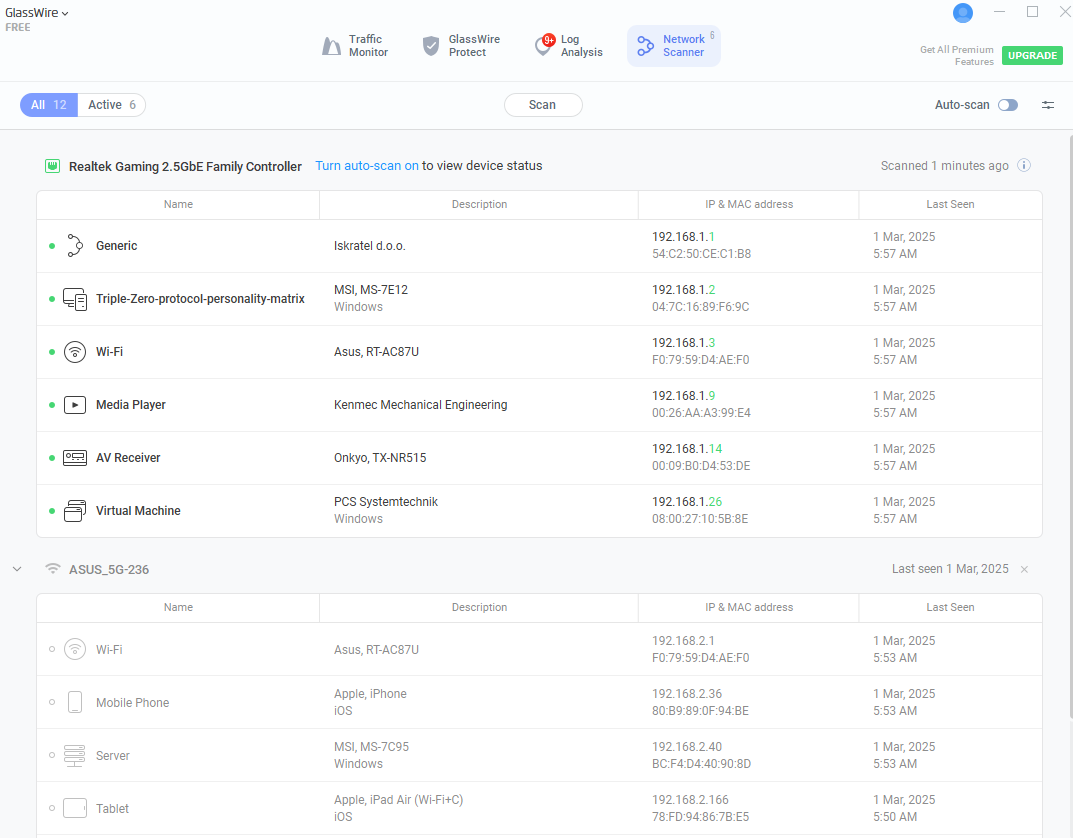 GlassWire
FREE
Traffic Monitor
GlassWire Protect
9+
Log Analysis
Network Scanner 6
Get All Premium Features
UPGRADE
All 12
Active 6
Scan
Auto-scan
Realtek Gaming 2.5GbE Family Controller Turn auto-scan on to view device status
Scanned 1 minutes ago
Name Description IP & MAC address Last Seen
Generic Iskratel d.o.o. 192.168.1.1 1 Mar, 2025
54:C2:50:CE:C1:B8 5:57 AM
Triple-Zero-protocol-personality-matrix MSI, MS-7E12 192.168.1.2 1 Mar, 2025
Windows 04:7C:16:89:F6:9C 5:57 AM
Wi-Fi Asus, RT-AC87U 192.168.1.3 1 Mar, 2025
F0:79:59:D4:AE:F0 5:57 AM
Media Player Kenmec Mechanical Engineering 192.168.1.9 1 Mar, 2025
00:26:AA:A3:99:E4 5:57 AM
AV Receiver Onkyo, TX-NR515 192.168.1.14 1 Mar, 2025
00:09:B0:D4:53:DE 5:57 AM
Virtual Machine PCS Systemtechnik 192.168.1.26 1 Mar, 2025
Windows 08:00:27:10:5B:8E 5:57 AM
ASUS_5G-236 Last seen 1 Mar, 2025
Name Description IP & MAC address Last Seen
Wi-Fi Asus, RT-AC87U 192.168.2.1 1 Mar, 2025
F0:79:59:D4:AE:F0 5:53 AM
Mobile Phone Apple, iPhone 192.168.2.36 1 Mar, 2025
iOS 80:B9:89:0F:94:BE 5:53 AM
Server MSI, MS-7C95 192.168.2.40 1 Mar, 2025
Windows BC:F4:D4:40:90:8D 5:53 AM
Tablet Apple, iPad Air (Wi-Fi+C) 192.168.2.166 1 Mar, 2025
iOS 78:FD:94:86:7B:E5 5:50 AM